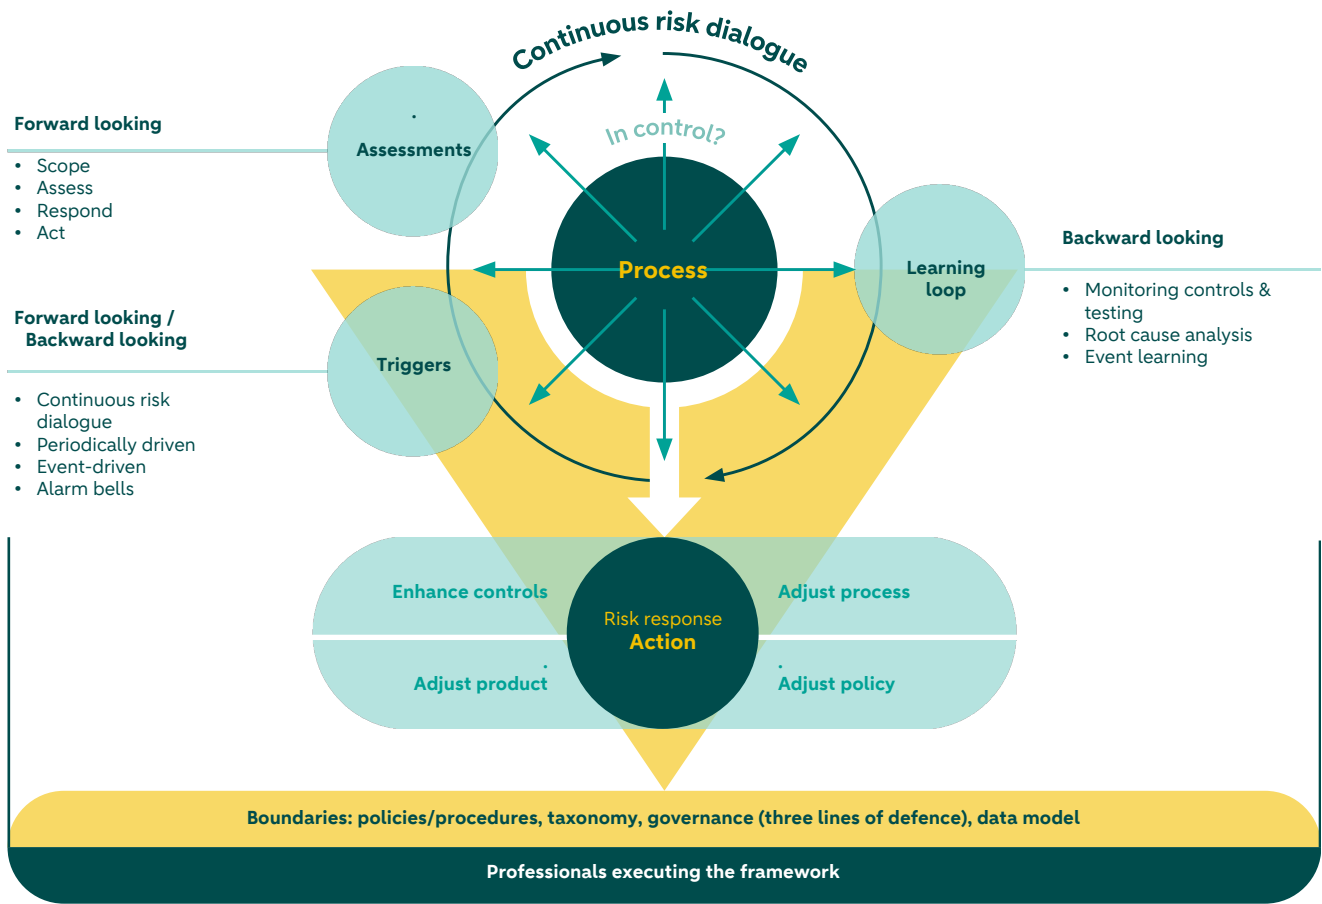 Continuous risk dialogue
In control?
Process
Forward looking
• Scope
• Assess
• Respond
• Act
Assessments
Forward looking /
Backward looking
• Continuous risk
dialogue
• Periodically driven
• Event-driven
• Alarm bells
Triggers
Learning
loop
Backward looking
• Monitoring controls &
testing
• Root cause analysis
• Event learning
Enhance controls
Adjust process
Risk response
Action
Adjust product
Adjust policy
Boundaries: policies/procedures, taxonomy, governance (three lines of defence), data model
Professionals executing the framework